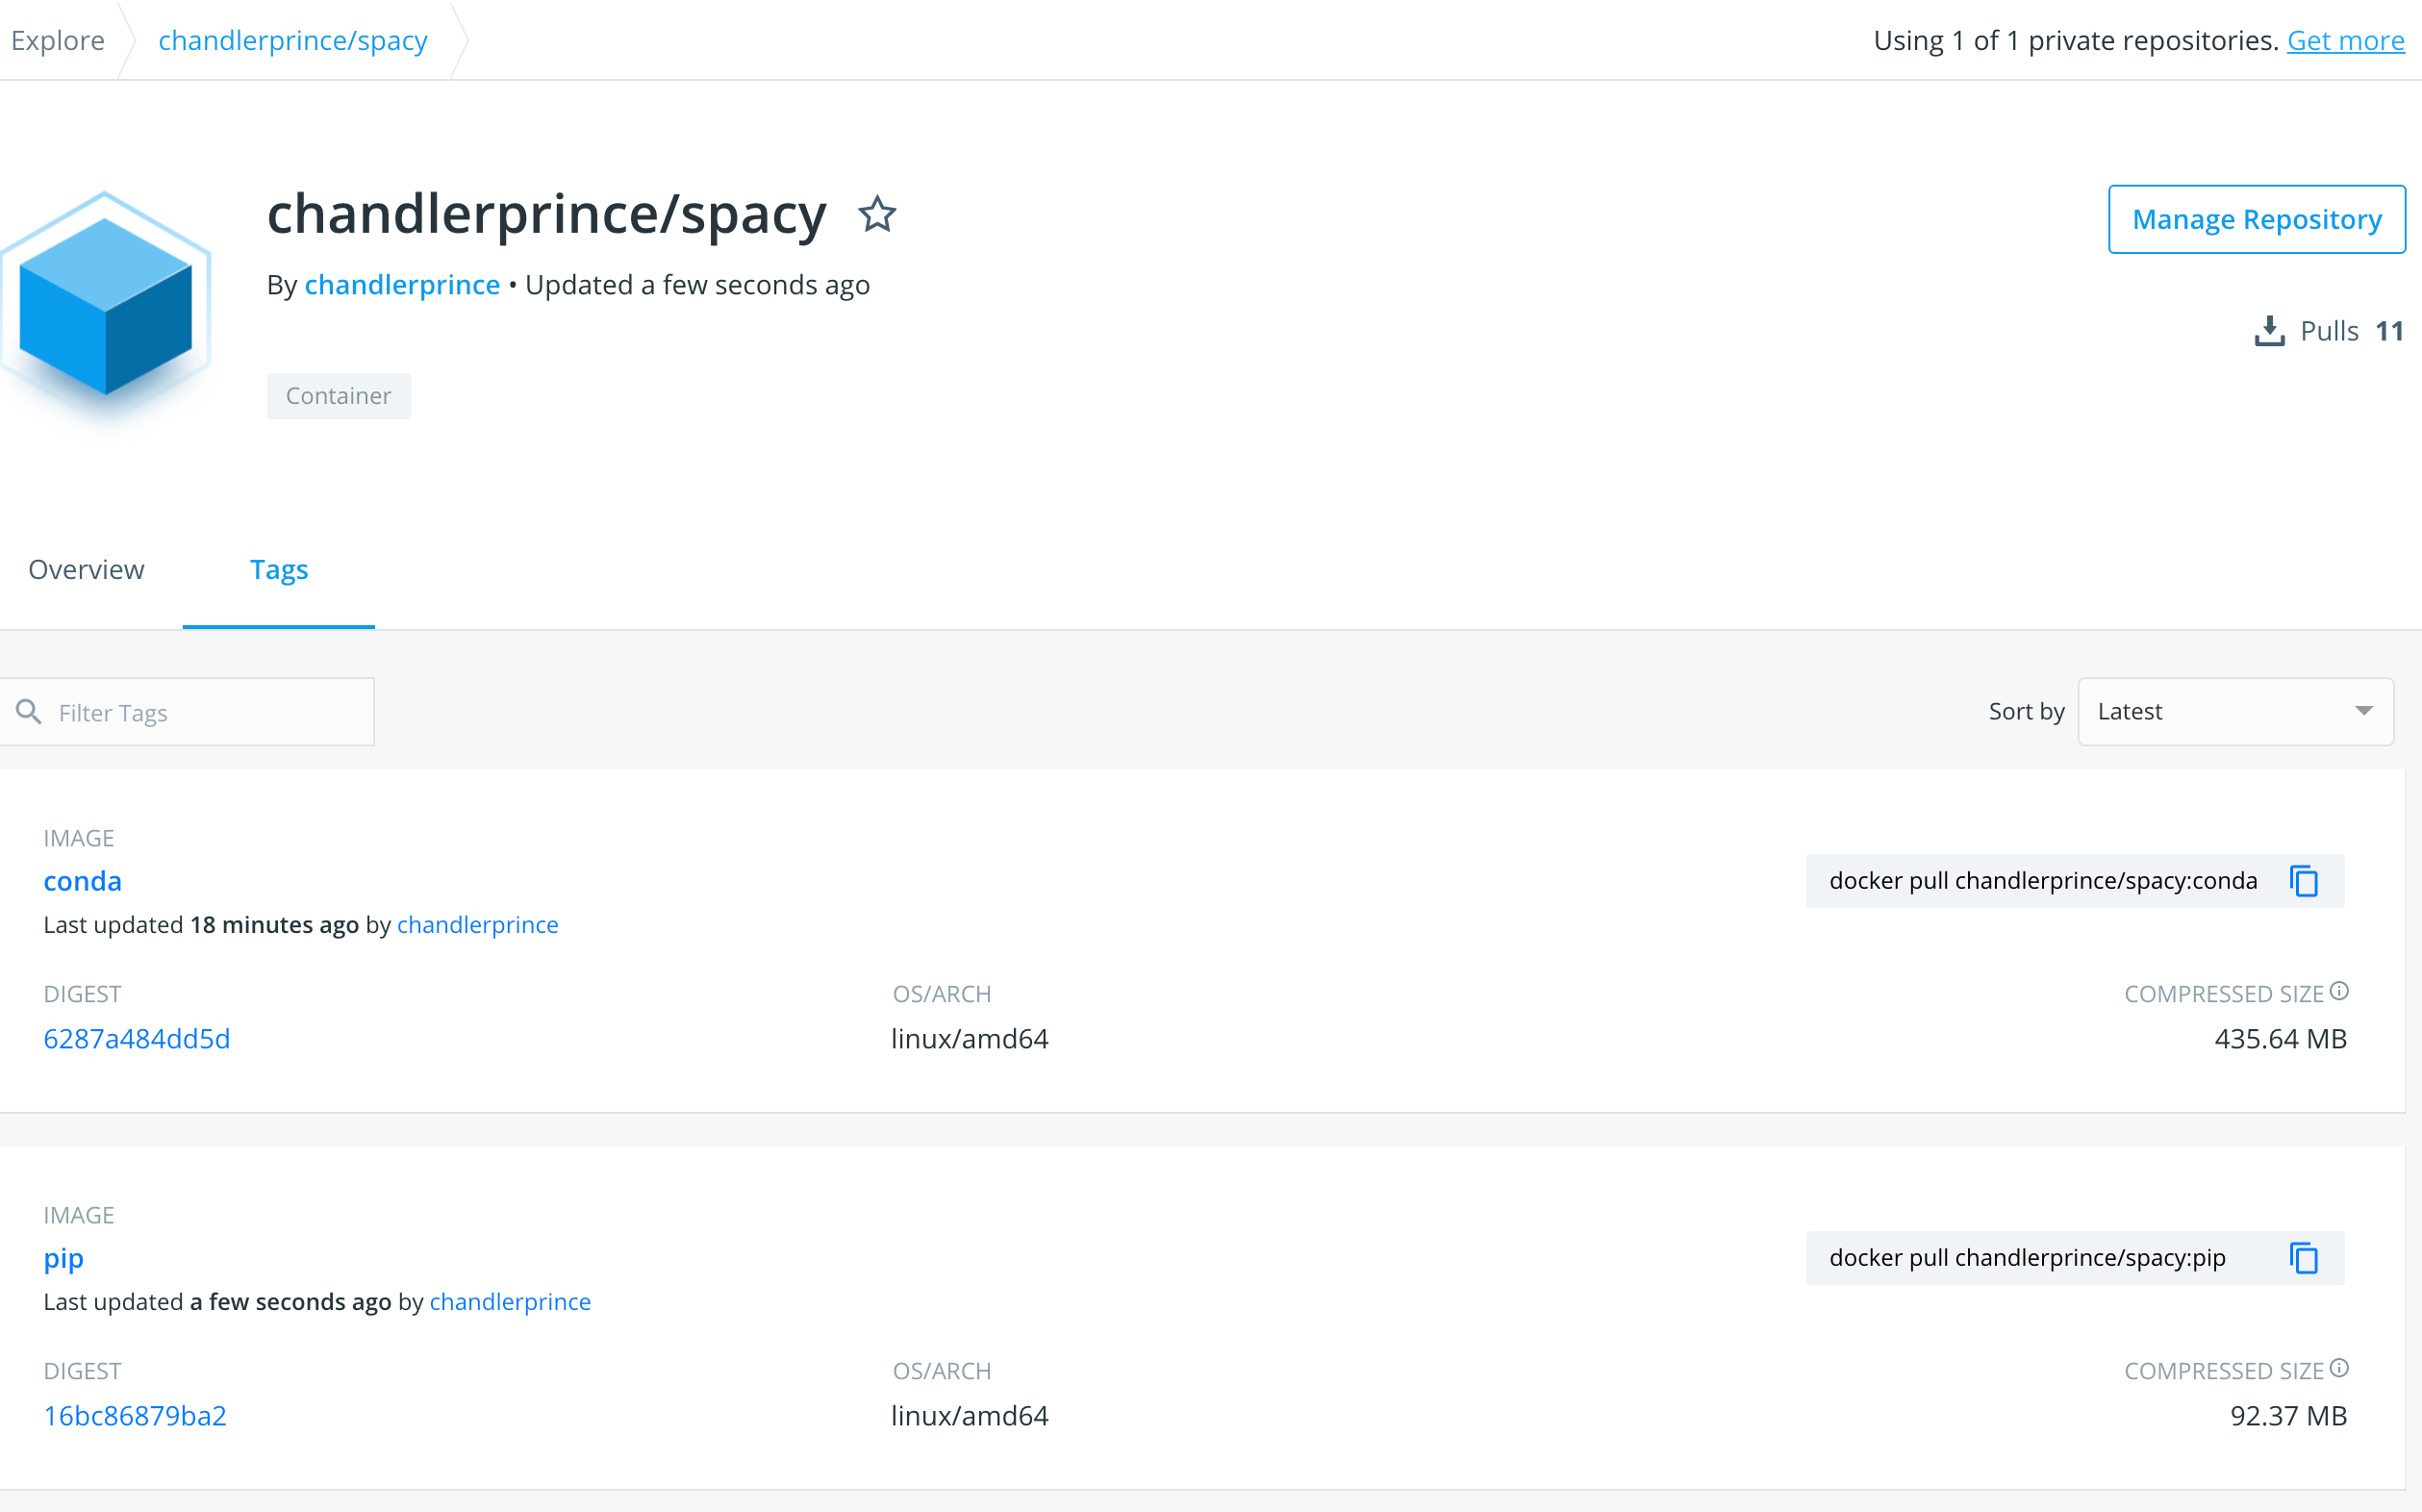 Explore
chandlerprince/spacy
Using 1 of 1 private repositories. Get more
chandlerprince/spacy
Manage Repository
By chandlerprince • Updated a few seconds ago
Pulls 11
Container
Overview
Tags
Filter Tags
Sort by
Latest
IMAGE
conda
docker pull chandlerprince/spacy:conda
Last updated 18 minutes ago by chandlerprince
DIGEST
OS/ARCH
COMPRESSED SIZE
6287a484dd5d
linux/amd64
435.64 MB
IMAGE
pip
docker pull chandlerprince/spacy:pip
Last updated a few seconds ago by chandlerprince
DIGEST
OS/ARCH
COMPRESSED SIZE
16bc86879ba2
linux/amd64
92.37 MB